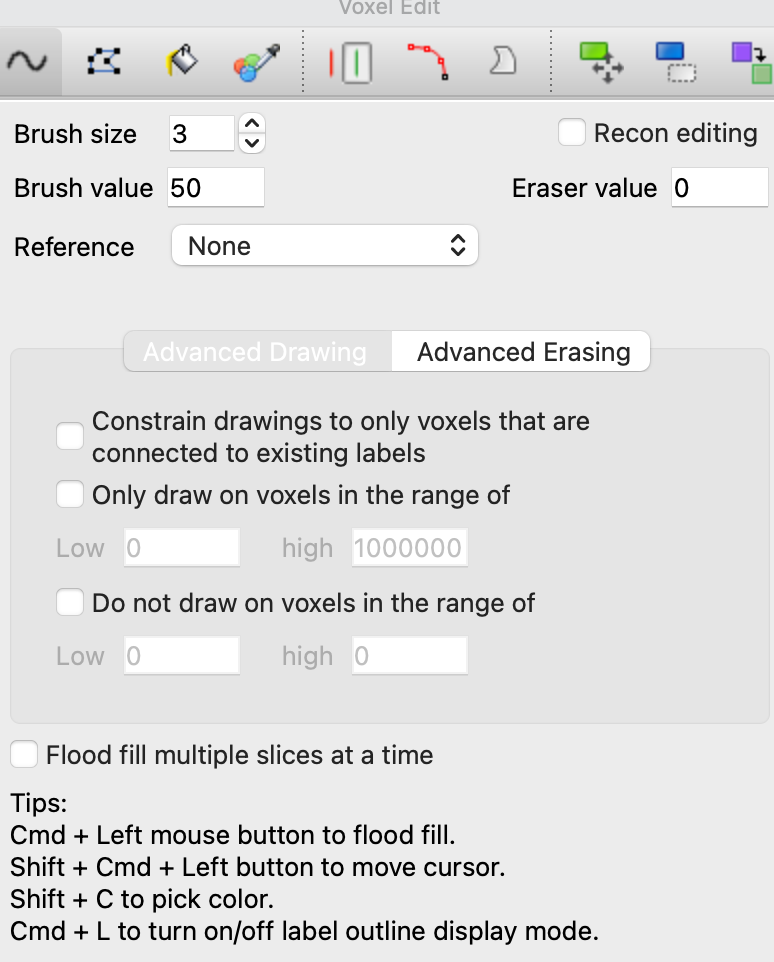 Voxel Edit
Brush size 3 Recon editing
Brush value 50 Eraser value 0
Reference None
Advanced Drawing Advanced Erasing
Constrain drawings to only voxels that are
connected to existing labels
Only draw on voxels in the range of
Low 0 high 1000000
Do not draw on voxels in the range of
Low 0 high 0
Flood fill multiple slices at a time
Tips:
Cmd + Left mouse button to flood fill.
Shift + Cmd + Left button to move cursor.
Shift + C to pick color.
Cmd + L to turn on/off label outline display mode.